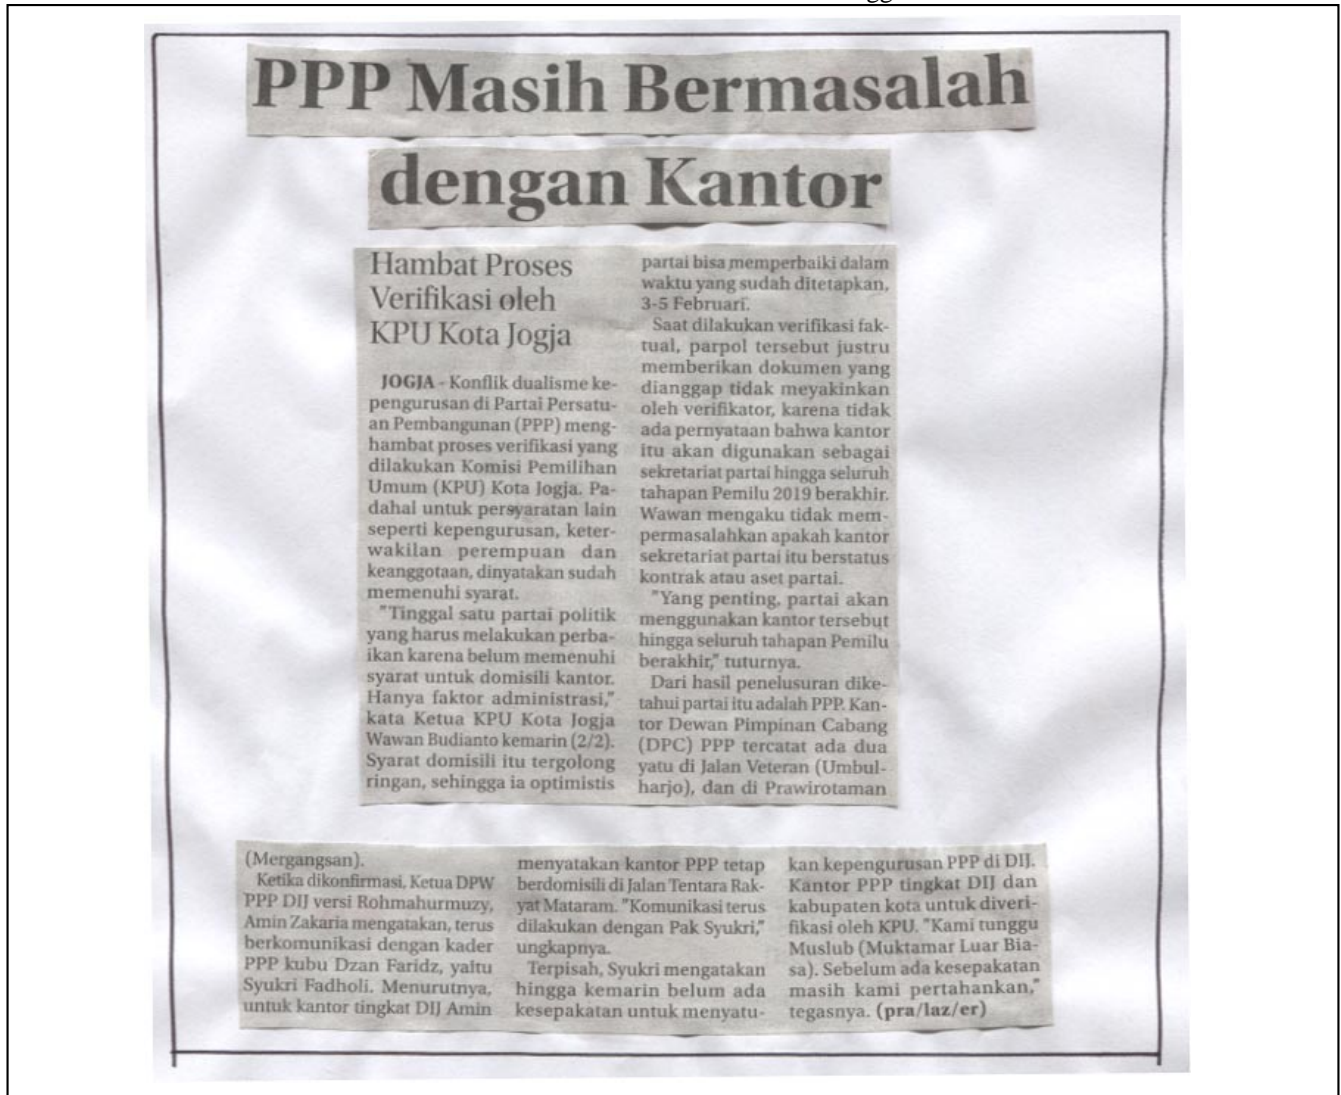 PPP Masih Bermasalah
dengan Kantor
Hambat Proses
Verifikasi oleh
KPU Kota Jogja
JOGJA - Konflik dualisme ke-
pengurusan di Partai Persatu-
an Pembangunan (PPP) meng-
hambat proses verifikasi yang
dilakukan Komisi Pemilihan
Umum (KPU) Kota Jogja. Pa-
dahal untuk persyaratan lain
seperti kepengurusan, keter-
wakilan perempuan dan
keanggotaan, dinyatakan sudah
memenuhi syarat.
"Tinggal satu partai politik
yang harus melakukan perba-
ikan karena belum memenuhi
syarat untuk domisili kantor.
Hanya faktor administrasi,"
kata Ketua KPU Kota Jogja
Wawan Budianto kemarin (2/2).
Syarat domisili itu tergolong
ringan, sehingga ia optimistis
partai bisa memperbaiki dalam
waktu yang sudah ditetapkan,
3-5 Februari.
Saat dilakukan verifikasi fak-
tual, parpol tersebut justru
memberikan dokumen yang
dianggap tidak meyakinkan
oleh verifikator, karena tidak
ada pernyataan bahwa kantor
itu akan digunakan sebagai
sekretariat partai hingga seluruh
tahapan Pemilu 2019 berakhir.
Wawan mengaku tidak mem-
permasalahkan apakah kantor
sekretariat partai itu berstatus
kontrak atau aset partai.
"Yang penting, partai akan
menggunakan kantor tersebut
hingga seluruh tahapan Pemilu
berakhir," tuturnya.
Dari hasil penelusuran dike-
tahui partai itu adalah PPP. Kan-
tor Dewan Pimpinan Cabang
(DPC) PPP tercatat ada dua
yatu di Jalan Veteran (Umbul-
harjo), dan di Prawirotaman
(Mergangsan).
Ketika dikonfirmasi, Ketua DPW
PPP DIJ versi Rohmahurmuzy,
Amin Zakaria mengatakan, terus
berkomunikasi dengan kader
PPP kubu Dzan Faridz, yaitu
Syukri Fadholi. Menurutnya,
untuk kantor tingkat DIJ Amin
menyatakan kantor PPP tetap
berdomisili di Jalan Tentara Rak-
yat Mataram. "Komunikasi terus
dilakukan dengan Pak Syukri,"
ungkapnya.
Terpisah, Syukri mengatakan
hingga kemarin belum ada
kesepakatan untuk menyatu-
kan kepengurusan PPP di DIJ.
Kantor PPP tingkat DIJ dan
kabupaten kota untuk diveri-
fikasi oleh KPU. "Kami tunggu
Muslub (Muktamar Luar Bia-
sa). Sebelum ada kesepakatan
masih kami pertahankan,"
tegasnya. (pra/laz/er)